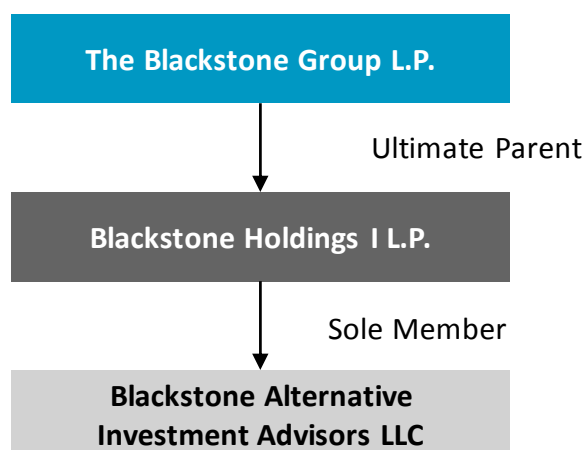 The Blackstone Group L.P.
Ultimate Parent
Blackstone Holdings I L.P.
Sole Member
Blackstone Alternative
Investment Advisors LLC